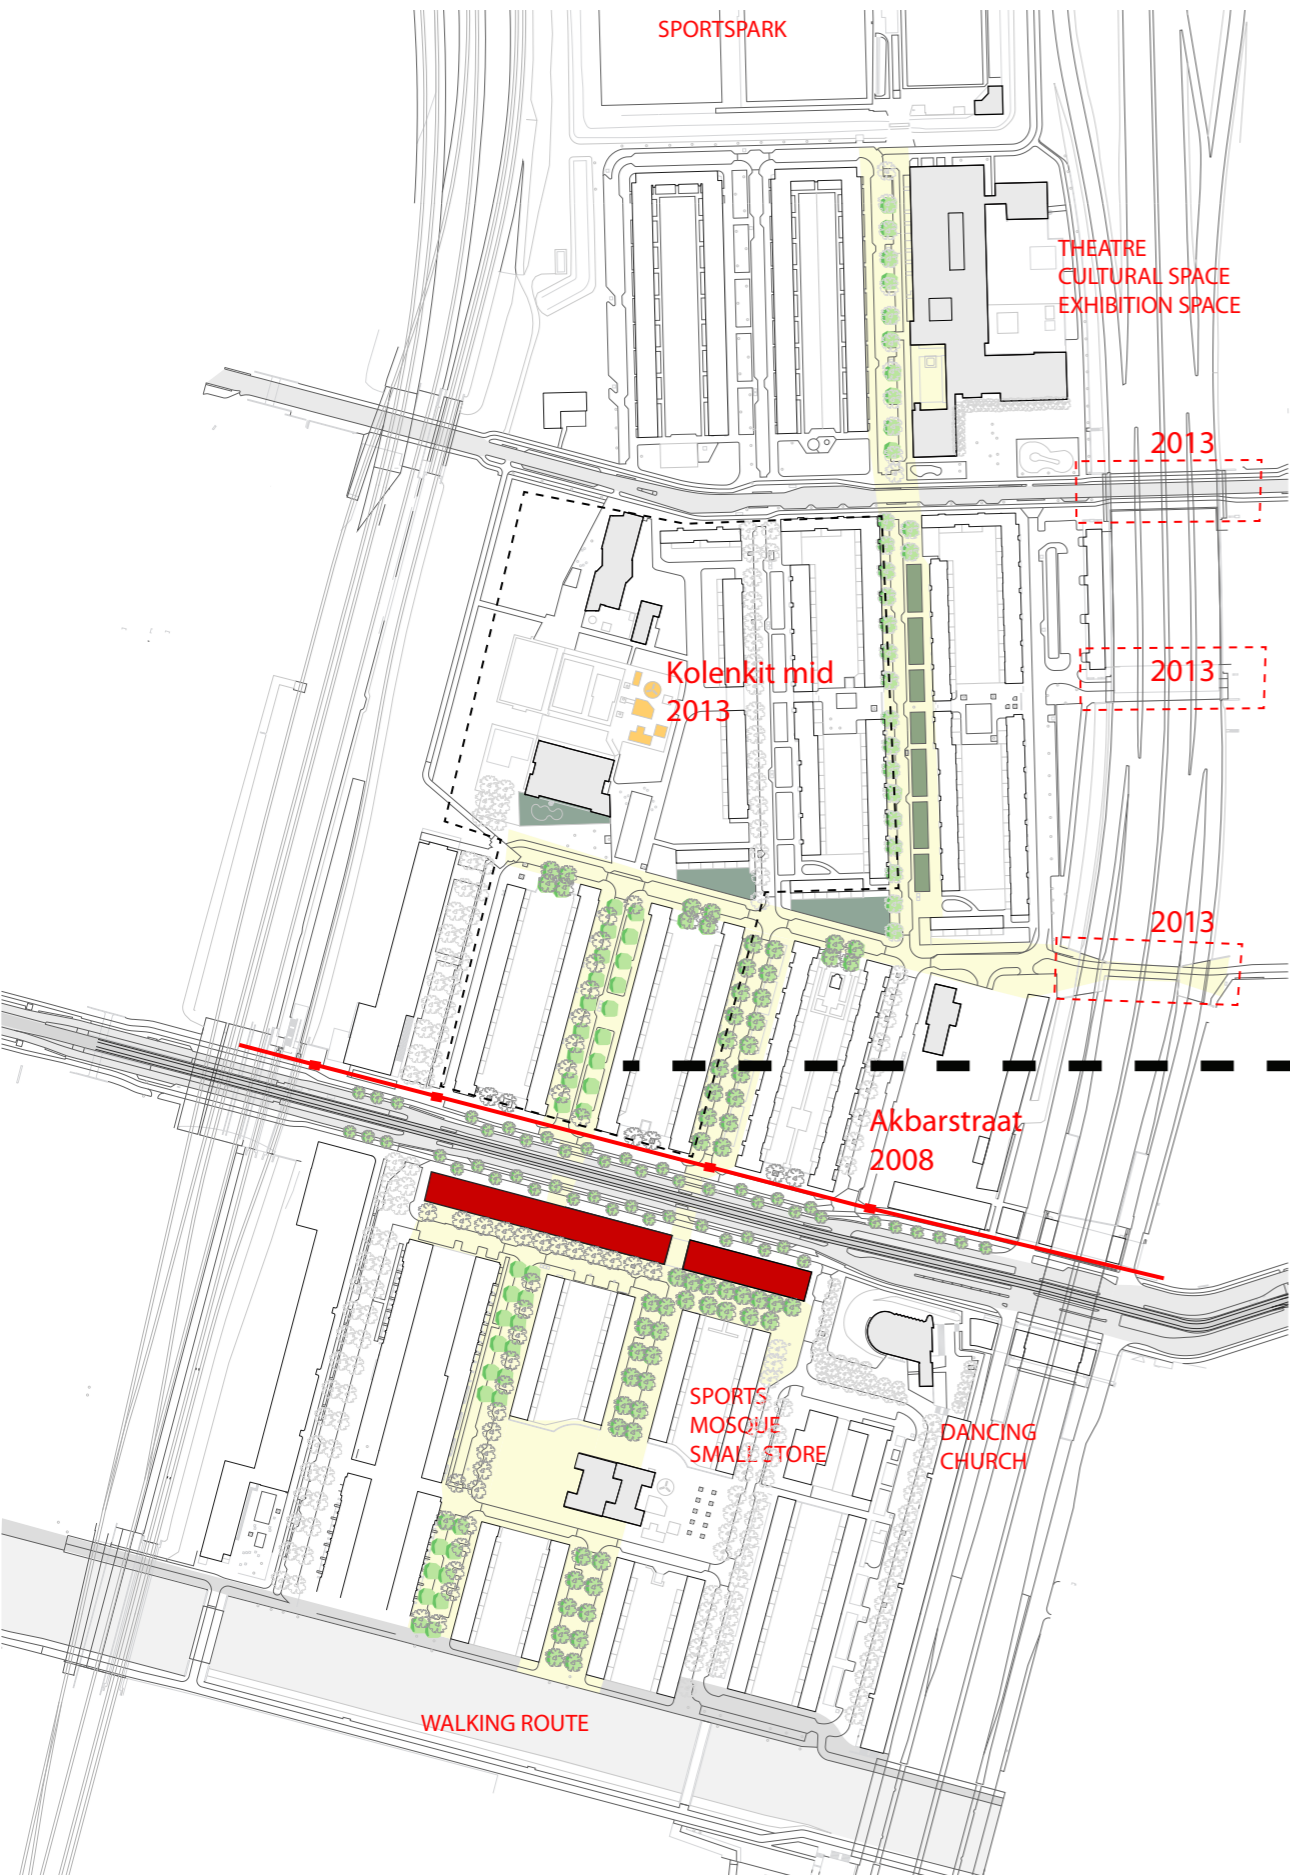 SPORTSPARK
THEATRE
CULTURAL SPACE
EXHIBITION SPACE
2013
Kolenkit mid
2013
2013
2013
Akbarstraat
2008
SPORTS
MOSQUE
SMALL STORE
DANCING
CHURCH
WALKING ROUTE